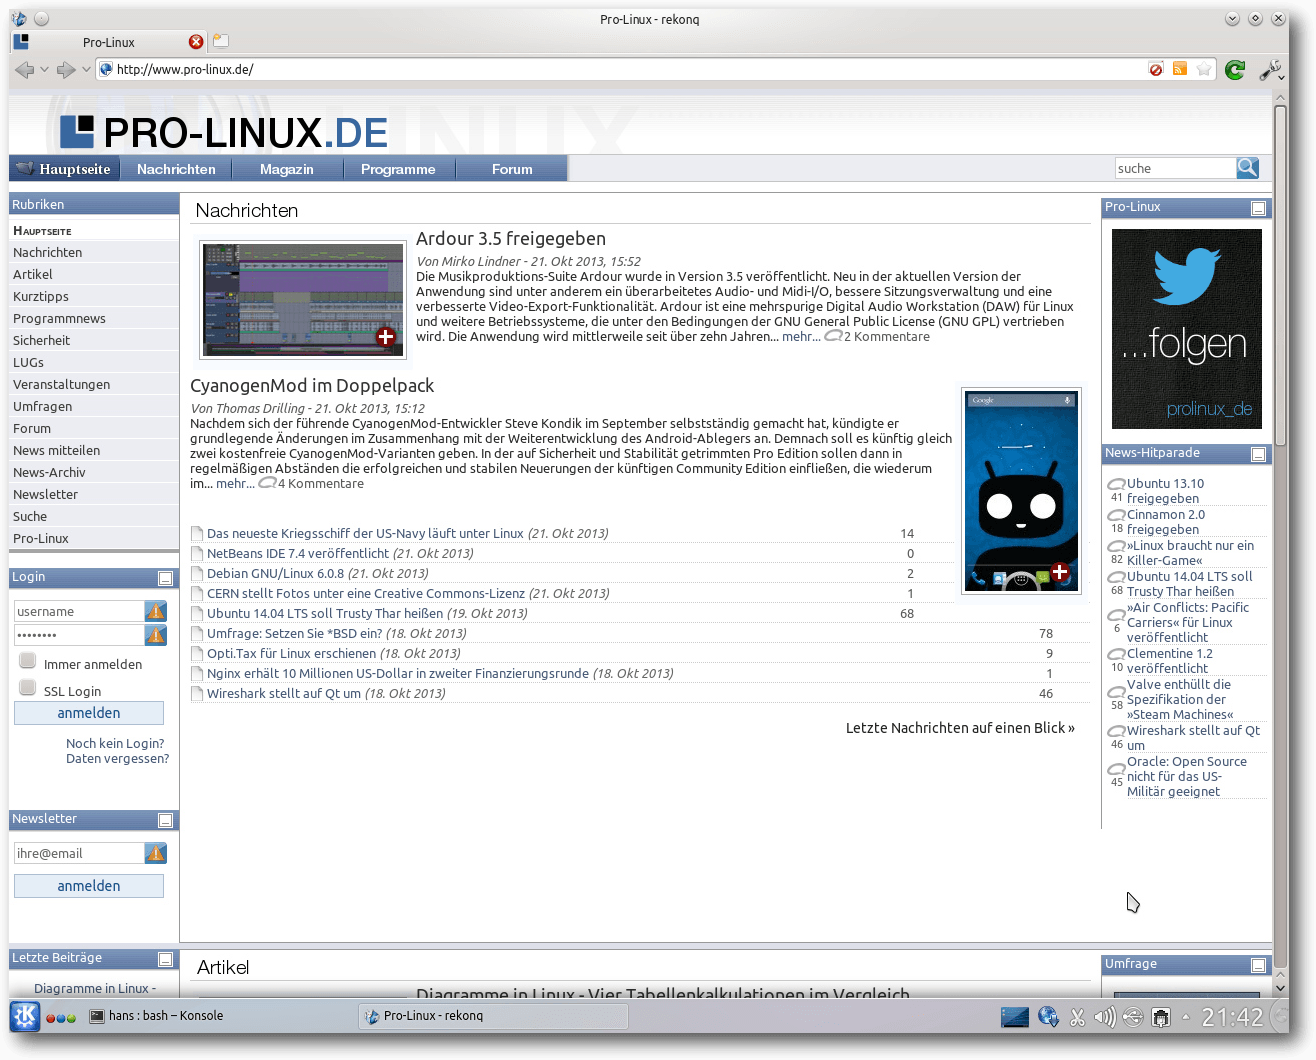 Pro-Linux - rekonq
Pro-Linux
http://www.pro-linux.de/
PRO-LINUX.DE
Hauptseite
Nachrichten
Magazin
Programme
Forum
suche
Rubriken
Hauptseite
Nachrichten
Artikel
Kurztipps
Programmnews
Sicherheit
LUGs
Veranstaltungen
Umfragen
Forum
News mitteilen
News-Archiv
Newsletter
Suche
Pro-Linux
Login
username
••••••••
Immer anmelden
SSL Login
anmelden
Noch kein Login?
Daten vergessen?
Newsletter
ihre@email
anmelden
Letzte Beiträge
Diagramme in Linux -
Nachrichten
Ardour 3.5 freigegeben
Von Mirko Lindner - 21. Okt 2013, 15:52
Die Musikproduktions-Suite Ardour wurde in Version 3.5 veröffentlicht. Neu in der aktuellen Version der
Anwendung sind unter anderem ein überarbeitetes Audio- und Midi-I/O, bessere Sitzungsverwaltung und eine
verbesserte Video-Export-Funktionalität. Ardour ist eine mehrspurige Digital Audio Workstation (DAW) für Linux
und weitere Betriebssysteme, die unter den Bedingungen der GNU General Public License (GNU GPL) vertrieben
wird. Die Anwendung wird mittlerweile seit über zehn Jahren... mehr... 2 Kommentare
CyanogenMod im Doppelpack
Von Thomas Drilling - 21. Okt 2013, 15:12
Nachdem sich der führende CyanogenMod-Entwickler Steve Kondik im September selbstständig gemacht hat, kündigte er
grundlegende Änderungen im Zusammenhang mit der Weiterentwicklung des Android-Ablegers an. Demnach soll es künftig gleich
zwei kostenfreie CyanogenMod-Varianten geben. In der auf Sicherheit und Stabilität getrimmten Pro Edition sollen dann in
regelmäßigen Abständen die erfolgreichen und stabilen Neuerungen der künftigen Community Edition einfließen, die wiederum
im... mehr... 4 Kommentare
Google
Das neueste Kriegsschiff der US-Navy läuft unter Linux (21. Okt 2013) 14
NetBeans IDE 7.4 veröffentlicht (21. Okt 2013) 0
Debian GNU/Linux 6.0.8 (21. Okt 2013) 2
CERN stellt Fotos unter eine Creative Commons-Lizenz (21. Okt 2013) 1
Ubuntu 14.04 LTS soll Trusty Thar heißen (19. Okt 2013) 68
Umfrage: Setzen Sie *BSD ein? (18. Okt 2013) 78
Opti.Tax für Linux erschienen (18. Okt 2013) 9
Nginx erhält 10 Millionen US-Dollar in zweiter Finanzierungsrunde (18. Okt 2013) 1
Wireshark stellt auf Qt um (18. Okt 2013) 46
Letzte Nachrichten auf einen Blick »
Artikel
Diagramme in Linux - Vier Tabellenkalkulationen im Vergleich
Pro-Linux
...folgen
prolinux_de
News-Hitparade
Ubuntu 13.10
41 freigegeben
Cinnamon 2.0
18 freigegeben
»Linux braucht nur ein
82 Killer-Game«
Ubuntu 14.04 LTS soll
68 Trusty Thar heißen
»Air Conflicts: Pacific
6 Carriers« für Linux
veröffentlicht
Clementine 1.2
10 veröffentlicht
Valve enthüllt die
58 Spezifikation der
»Steam Machines«
Wireshark stellt auf Qt
46 um
Oracle: Open Source
45 nicht für das US-
Militär geeignet
Umfrage
hans : bash – Konsole
Pro-Linux - rekonq
21:42